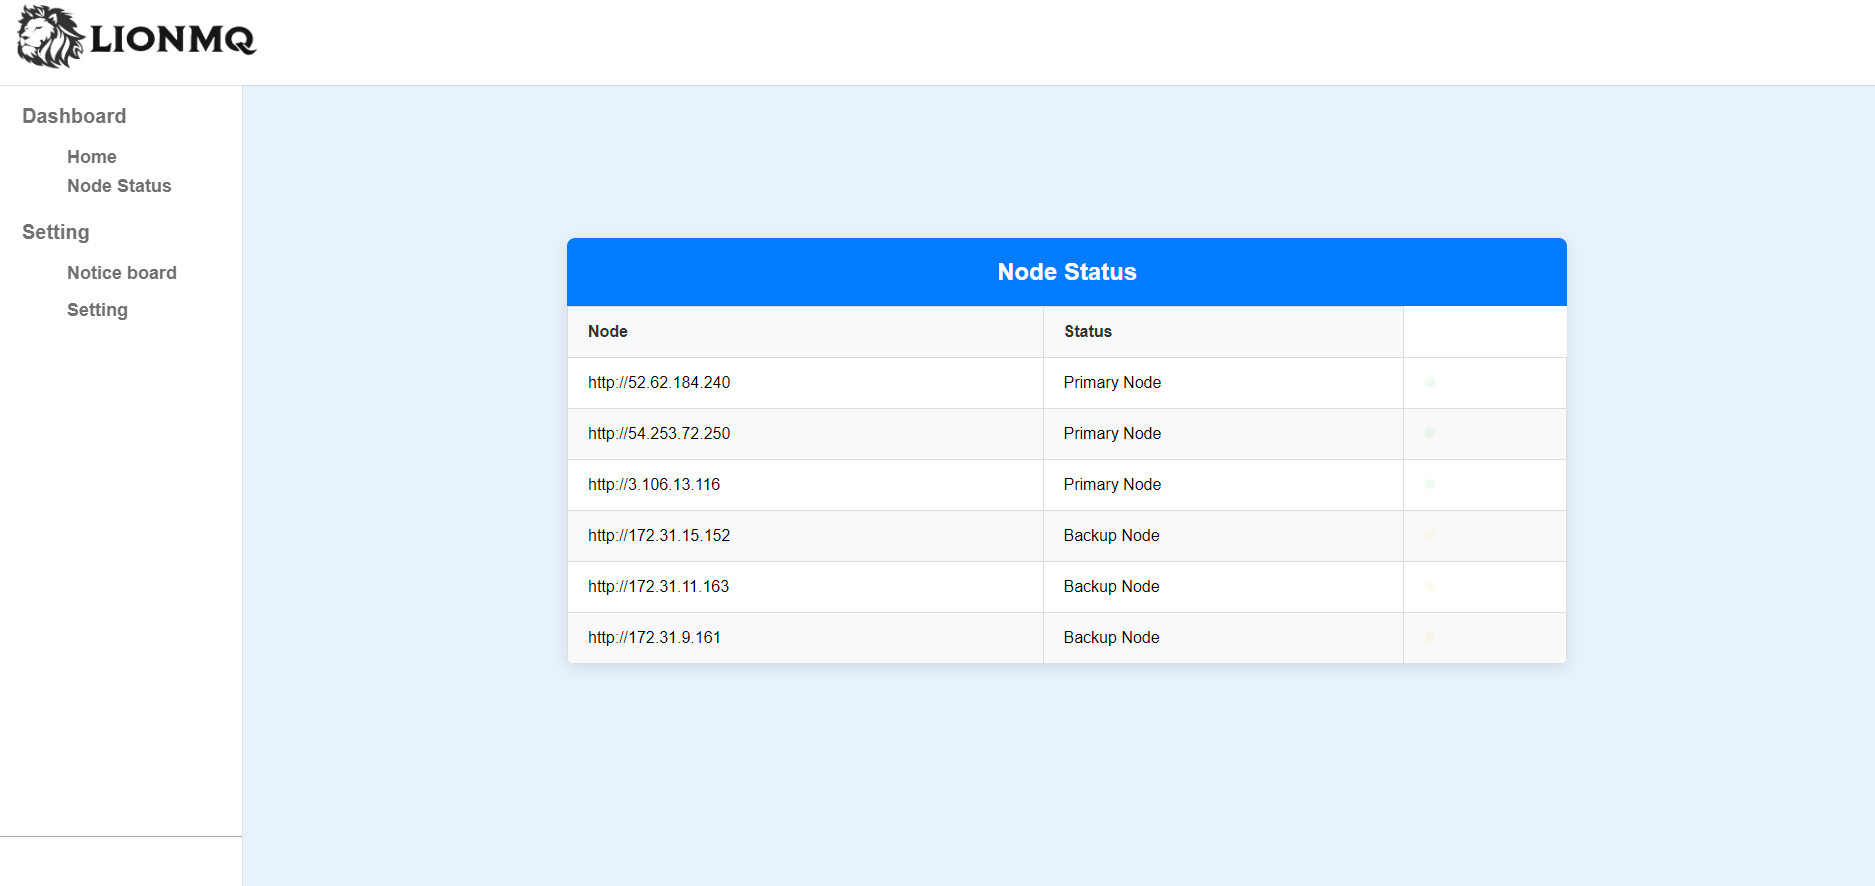 LIONMQ
Dashboard
Home
Node Status
Setting
Notice board
Setting
Node Status
Node Status
http://52.62.184.240 Primary Node
http://54.253.72.250 Primary Node
http://3.106.13.116 Primary Node
http://172.31.15.152 Backup Node
http://172.31.11.163 Backup Node
http://172.31.9.161 Backup Node